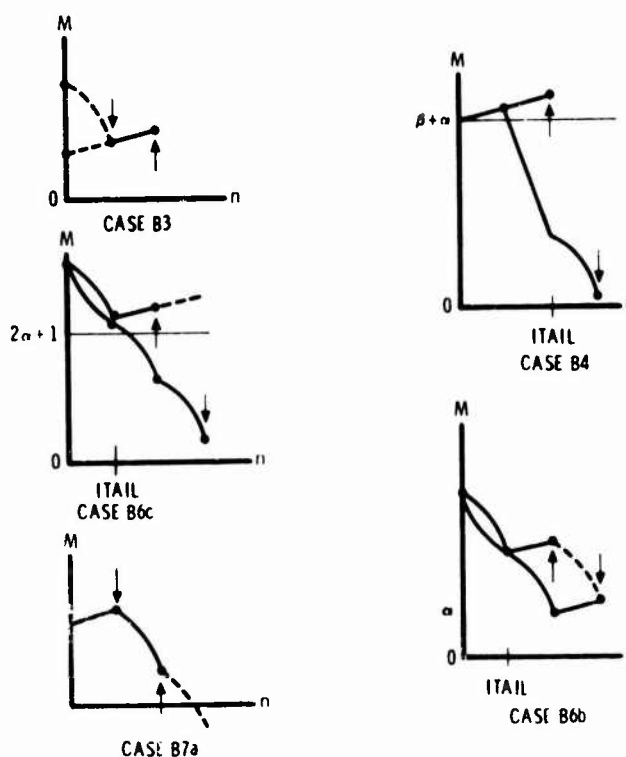 M
0
n
CASE B3
M
β+α
0
ITAIL
CASE B4
M
2α+1
0
n
ITAIL
CASE B6c
M
n
CASE B7a
M
α
0
ITAIL
CASE B6b